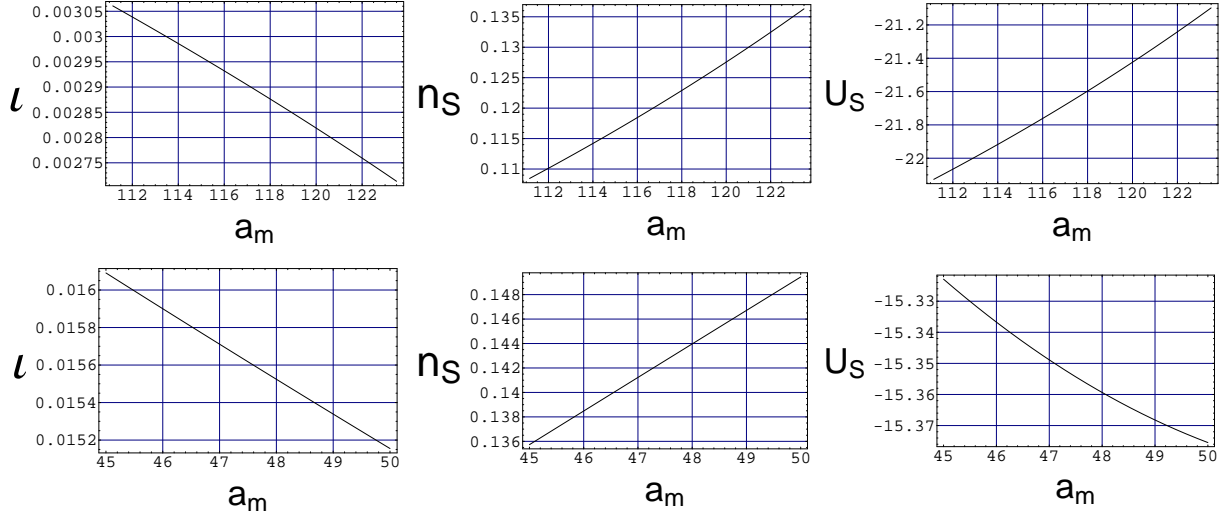 0.00305
0.003
0.00295
0.0029
0.00285
0.0028
0.00275
ι
112 114 116 118 120 122
a_m
0.135
0.13
0.125
0.12
0.115
0.11
n_S
112 114 116 118 120 122
a_m
-21.2
-21.4
-21.6
-21.8
-22
U_S
112 114 116 118 120 122
a_m
0.016
0.0158
0.0156
0.0154
0.0152
ι
45 46 47 48 49 50
a_m
0.148
0.146
0.144
0.142
0.14
0.138
0.136
n_S
45 46 47 48 49 50
a_m
-15.33
-15.34
-15.35
-15.36
-15.37
U_S
45 46 47 48 49 50
a_m